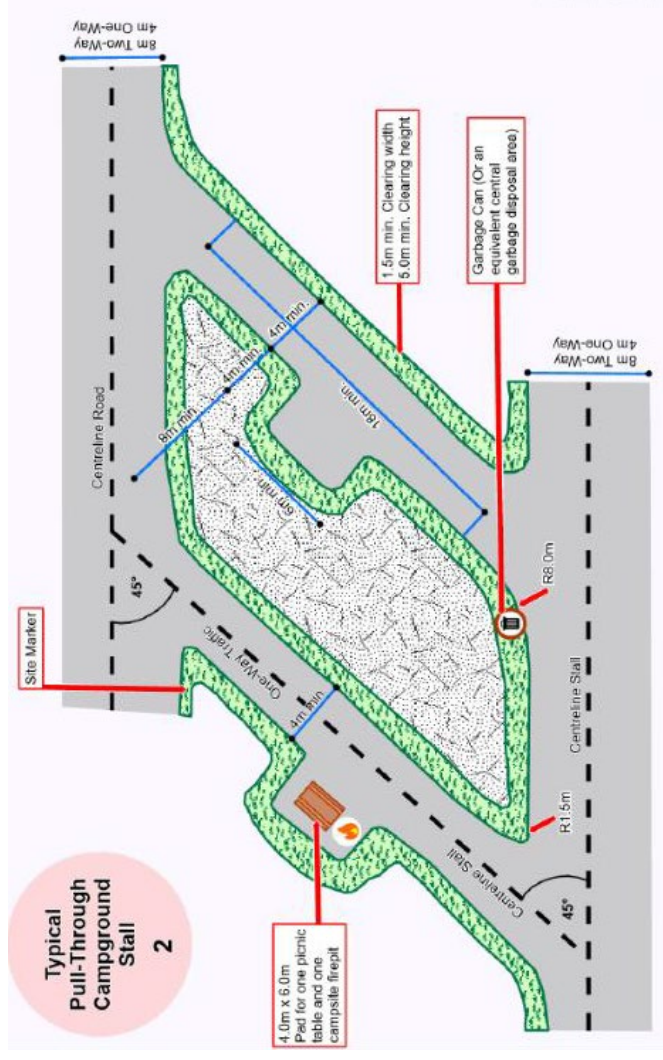 Typical
Pull-Through
Campground
Stall
2
Site Marker
4.0m x 6.0m
Pad for one picnic
table and one
campsite firepit
45°
Centreline Road
8m Two-Way
4m One-Way
One-Way Traffic
4m min
8m min.
4m min.
4m min.
6m min.
18m min.
1.5m min. Clearing width
5.0m min. Clearing height
Centreline Stall
45°
R1.5m
R8.0m
Centreline Stall
Garbage Can (Or an
equivalent central
garbage disposal area)
8m Two-Way
4m One-Way